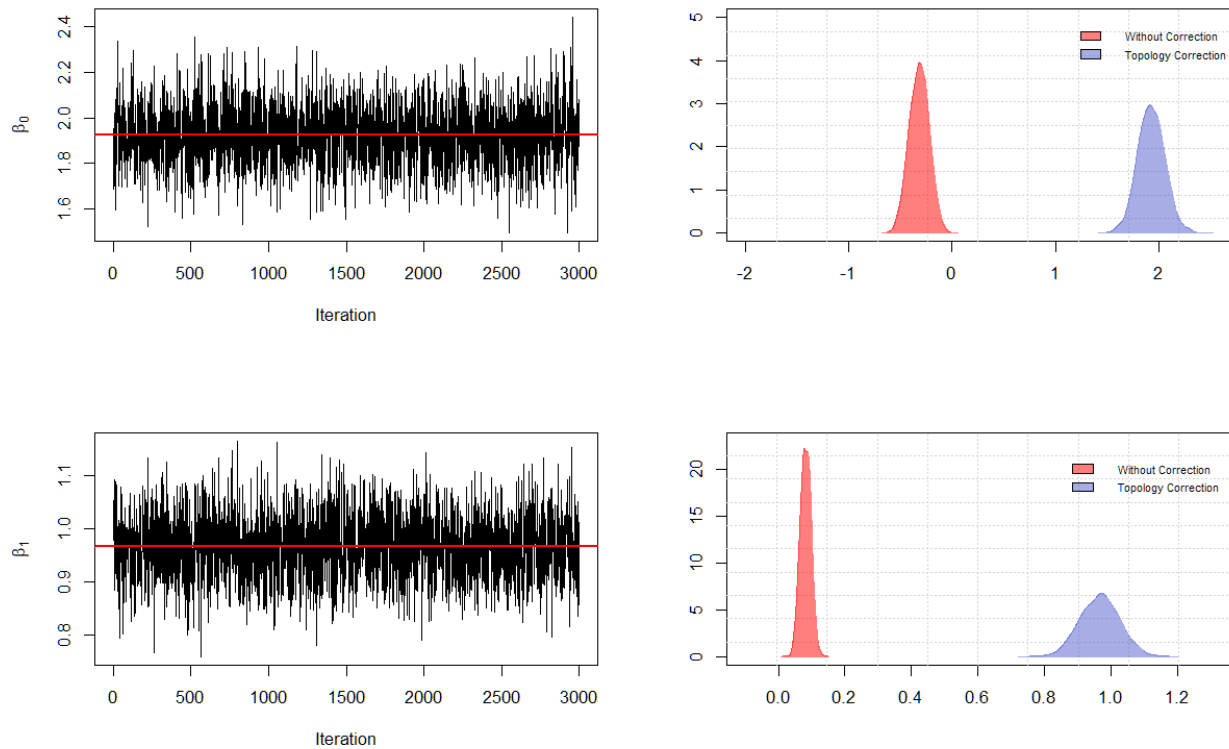 β0
1.6 1.8 2.0 2.2 2.4
0 500 1000 1500 2000 2500 3000
Iteration
0 1 2 3 4 5
-2 -1 0 1 2
Without Correction
Topology Correction
β1
0.8 0.9 1.0 1.1
0 500 1000 1500 2000 2500 3000
Iteration
0 5 10 15 20
0.0 0.2 0.4 0.6 0.8 1.0 1.2
Without Correction
Topology Correction